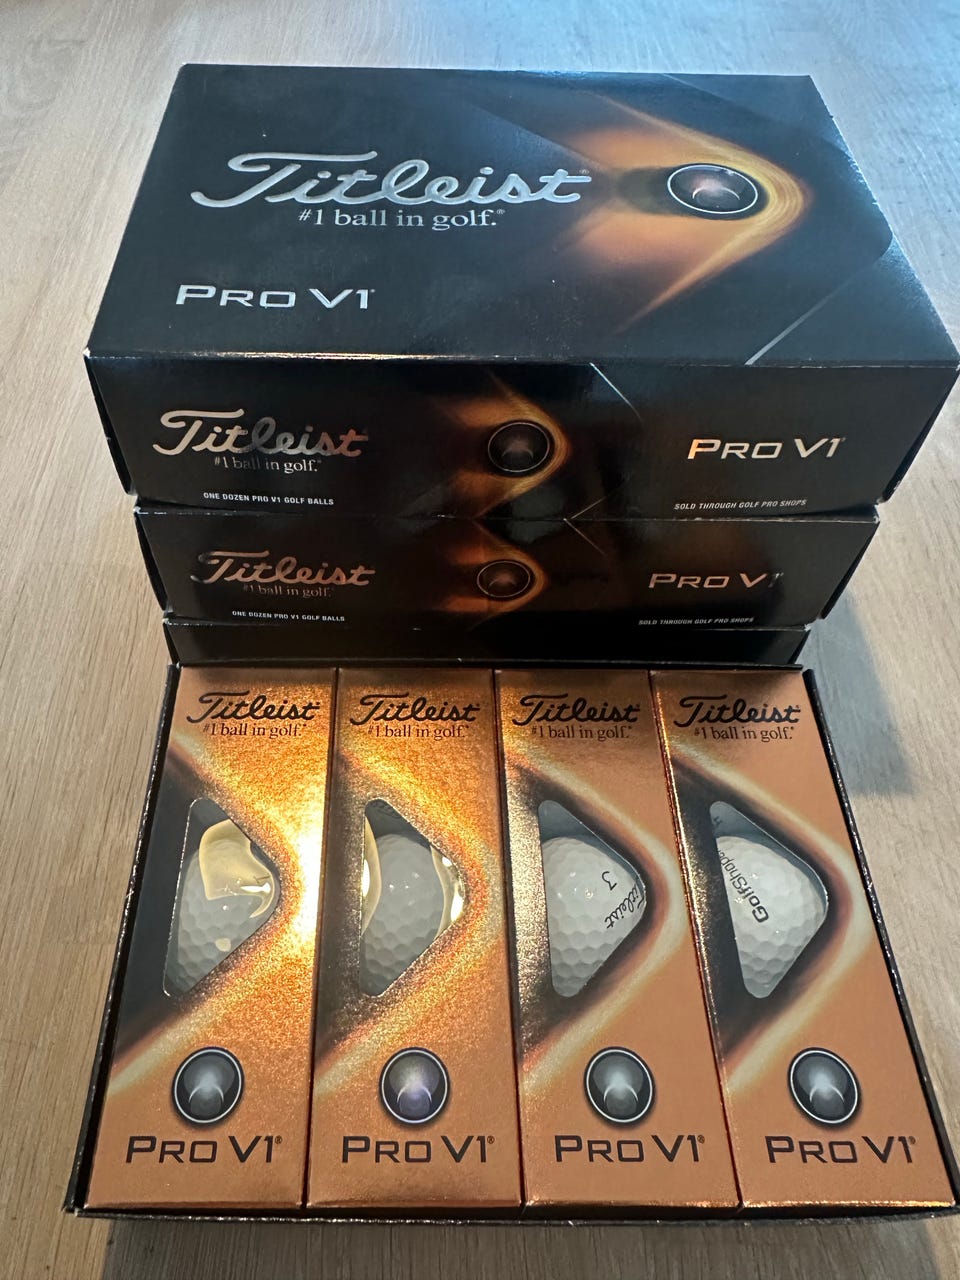 Titleist®
#1 ball in golf.®
PRO V1®
Titleist®
#1 ball in golf.®
ONE DOZEN PRO V1 GOLF BALLS
PRO V1®
SOLD THROUGH GOLF PRO SHOPS
Titleist
#1 ball in golf.®
ONE DOZEN PRO V1 GOLF BALLS
PRO V1
SOLD THROUGH GOLF PRO SHOPS
Titleist®
#1 ball in golf.®
PRO V1®
Titleist®
#1 ball in golf.®
PRO V1®
Titleist®
#1 ball in golf.®
3
Titleist
PRO V1®
Titleist®
#1 ball in golf.®
GolfShop
PRO V1®